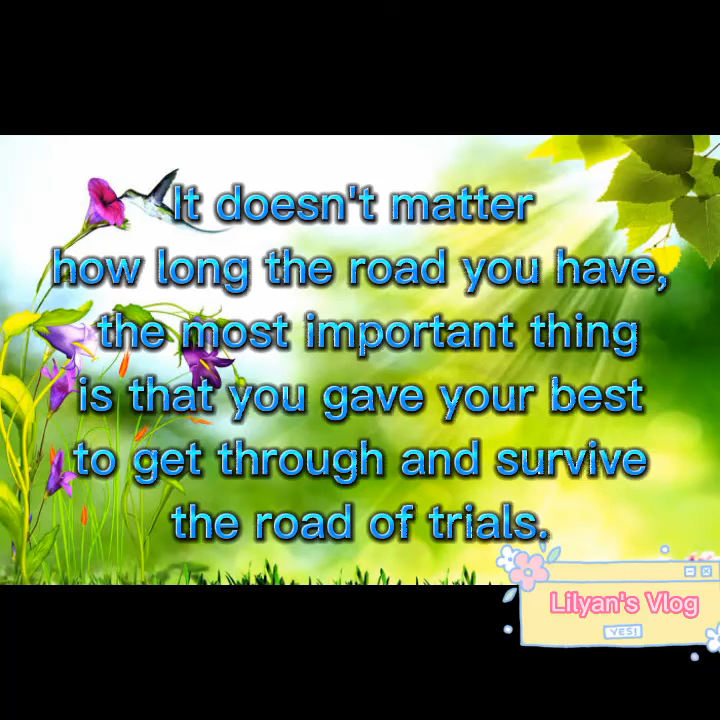 It doesn't matter
how long the road you have,
the most important thing
is that you gave your best
to get through and survive
the road of trials.
Lilyan's Vlog
YES!